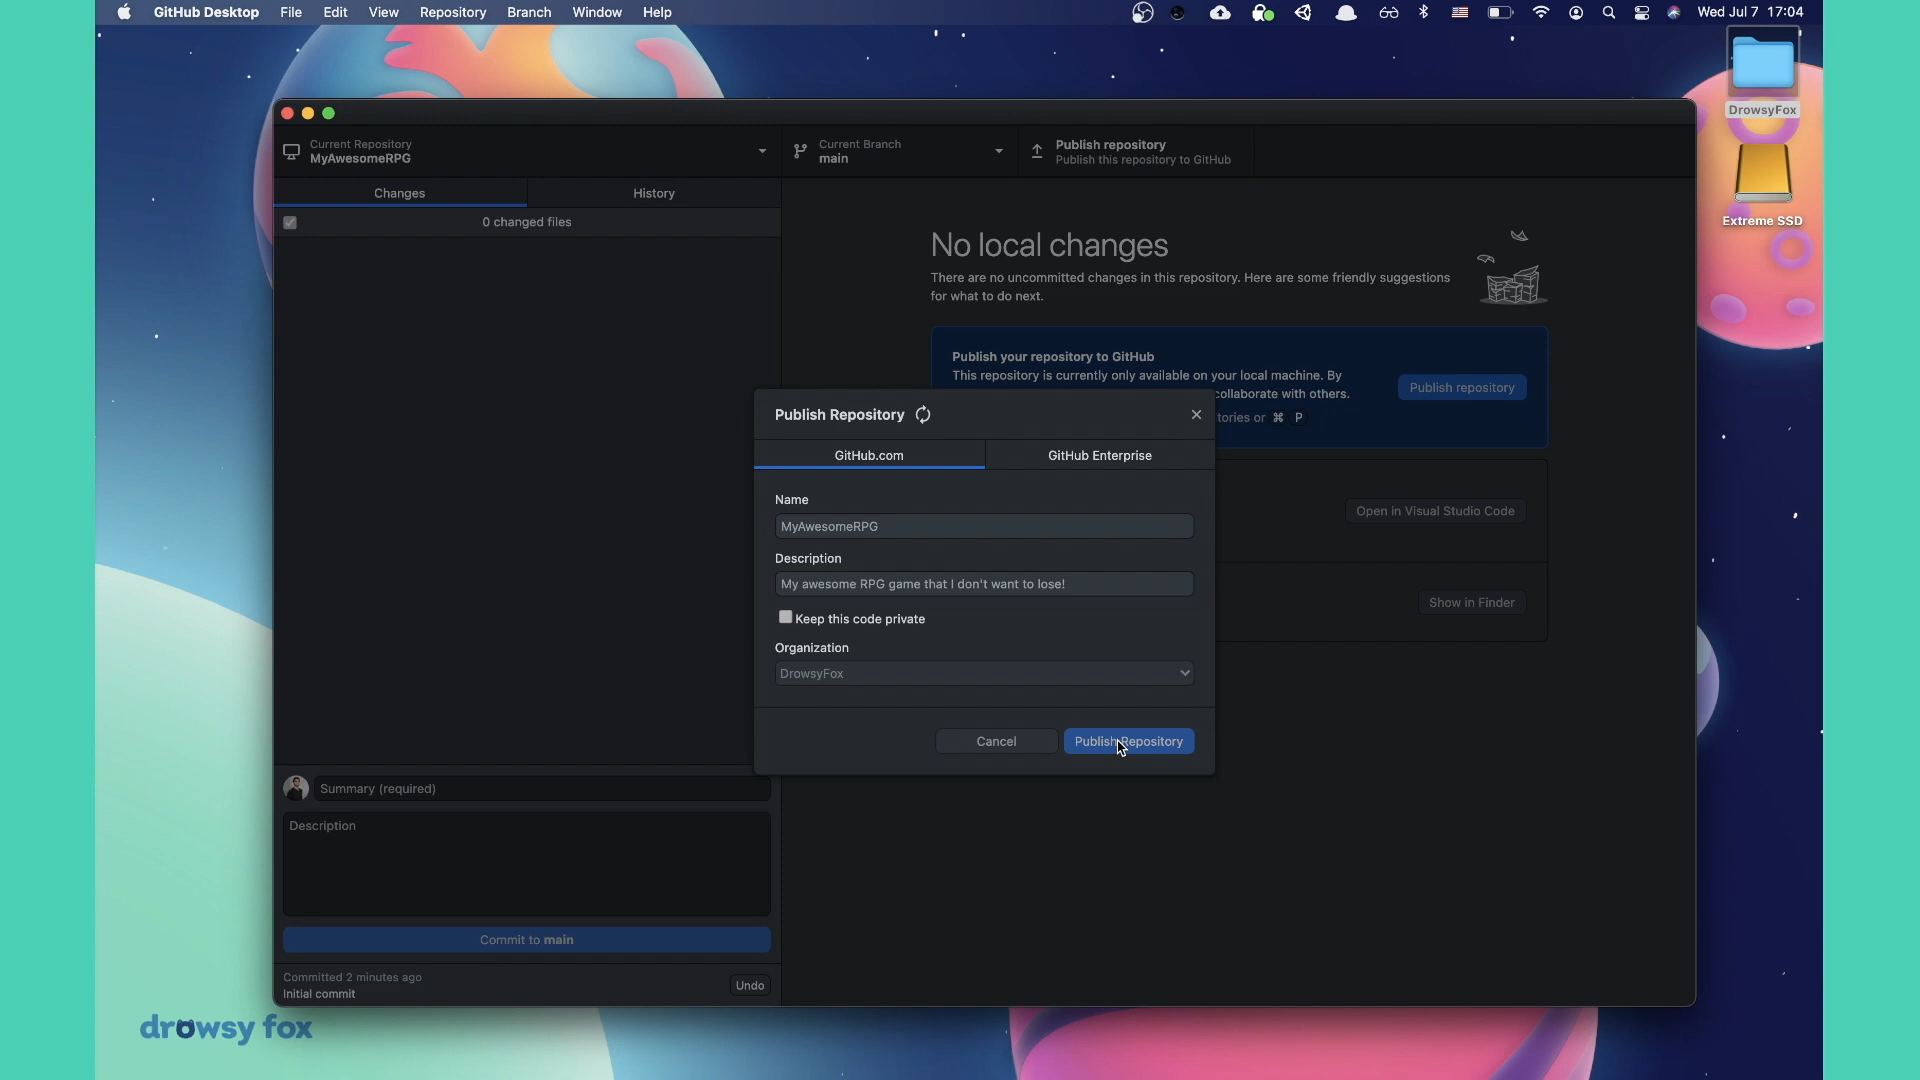 GitHub Desktop File Edit View Repository Branch Window Help Wed Jul 7 17:04
DrowsyFox
Extreme SSD
Current Repository
MyAwesomeRPG
Current Branch
main
Publish repository
Publish this repository to GitHub
Changes History
0 changed files
No local changes
There are no uncommitted changes in this repository. Here are some friendly suggestions
for what to do next.
Publish your repository to GitHub
This repository is currently only available on your local machine. By
collaborate with others.
tories or ⌘ P
Publish repository
Open in Visual Studio Code
Show in Finder
Publish Repository
GitHub.com GitHub Enterprise
Name
MyAwesomeRPG
Description
My awesome RPG game that I don't want to lose!
Keep this code private
Organization
DrowsyFox
Cancel Publish Repository
Summary (required)
Description
Commit to main
Committed 2 minutes ago
Initial commit
Undo
drowsy fox